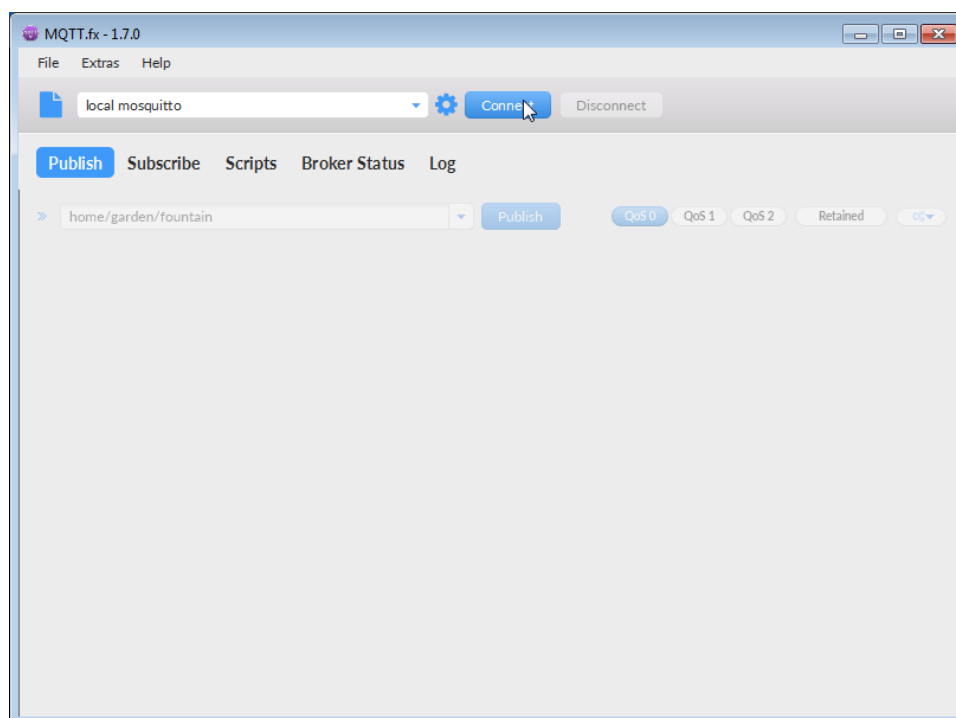 MQTT.fx - 1.7.0
File Extras Help
local mosquitto Connect Disconnect
Publish Subscribe Scripts Broker Status Log
home/garden/fountain Publish QoS 0 QoS 1 QoS 2 Retained